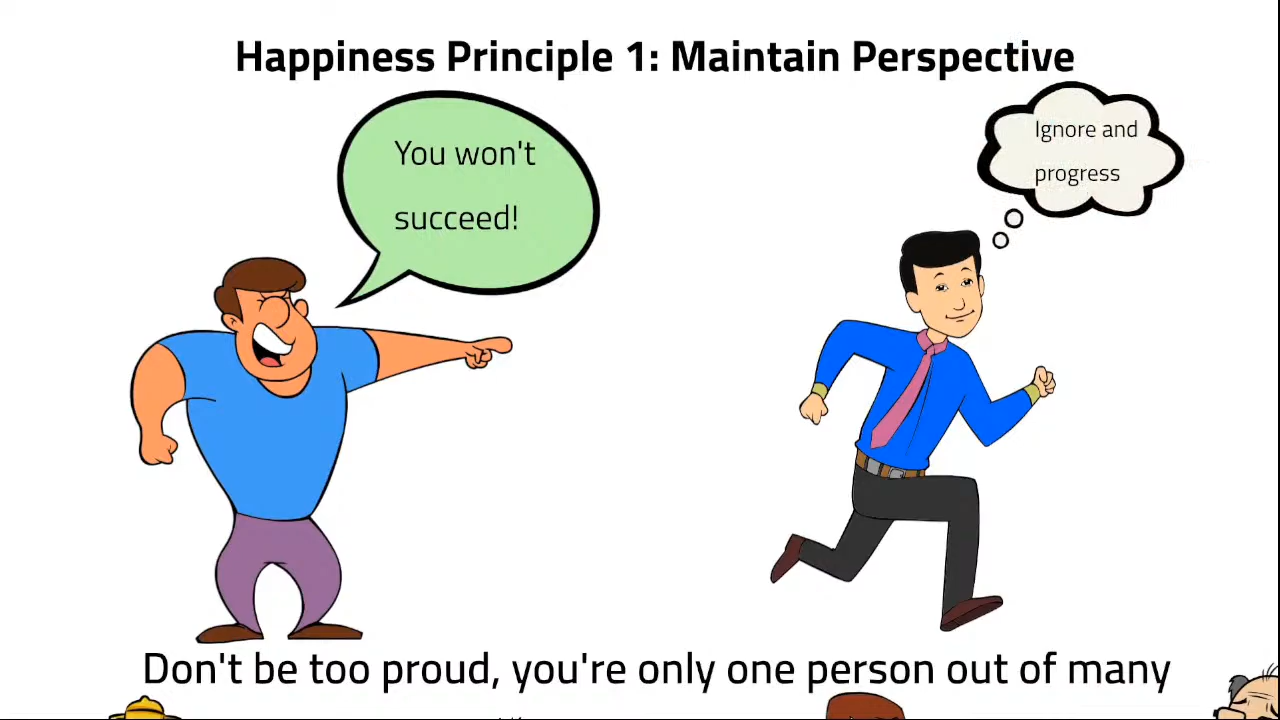 Happiness Principle 1: Maintain Perspective
You won't
succeed!
Ignore and
progress
Don't be too proud, you're only one person out of many